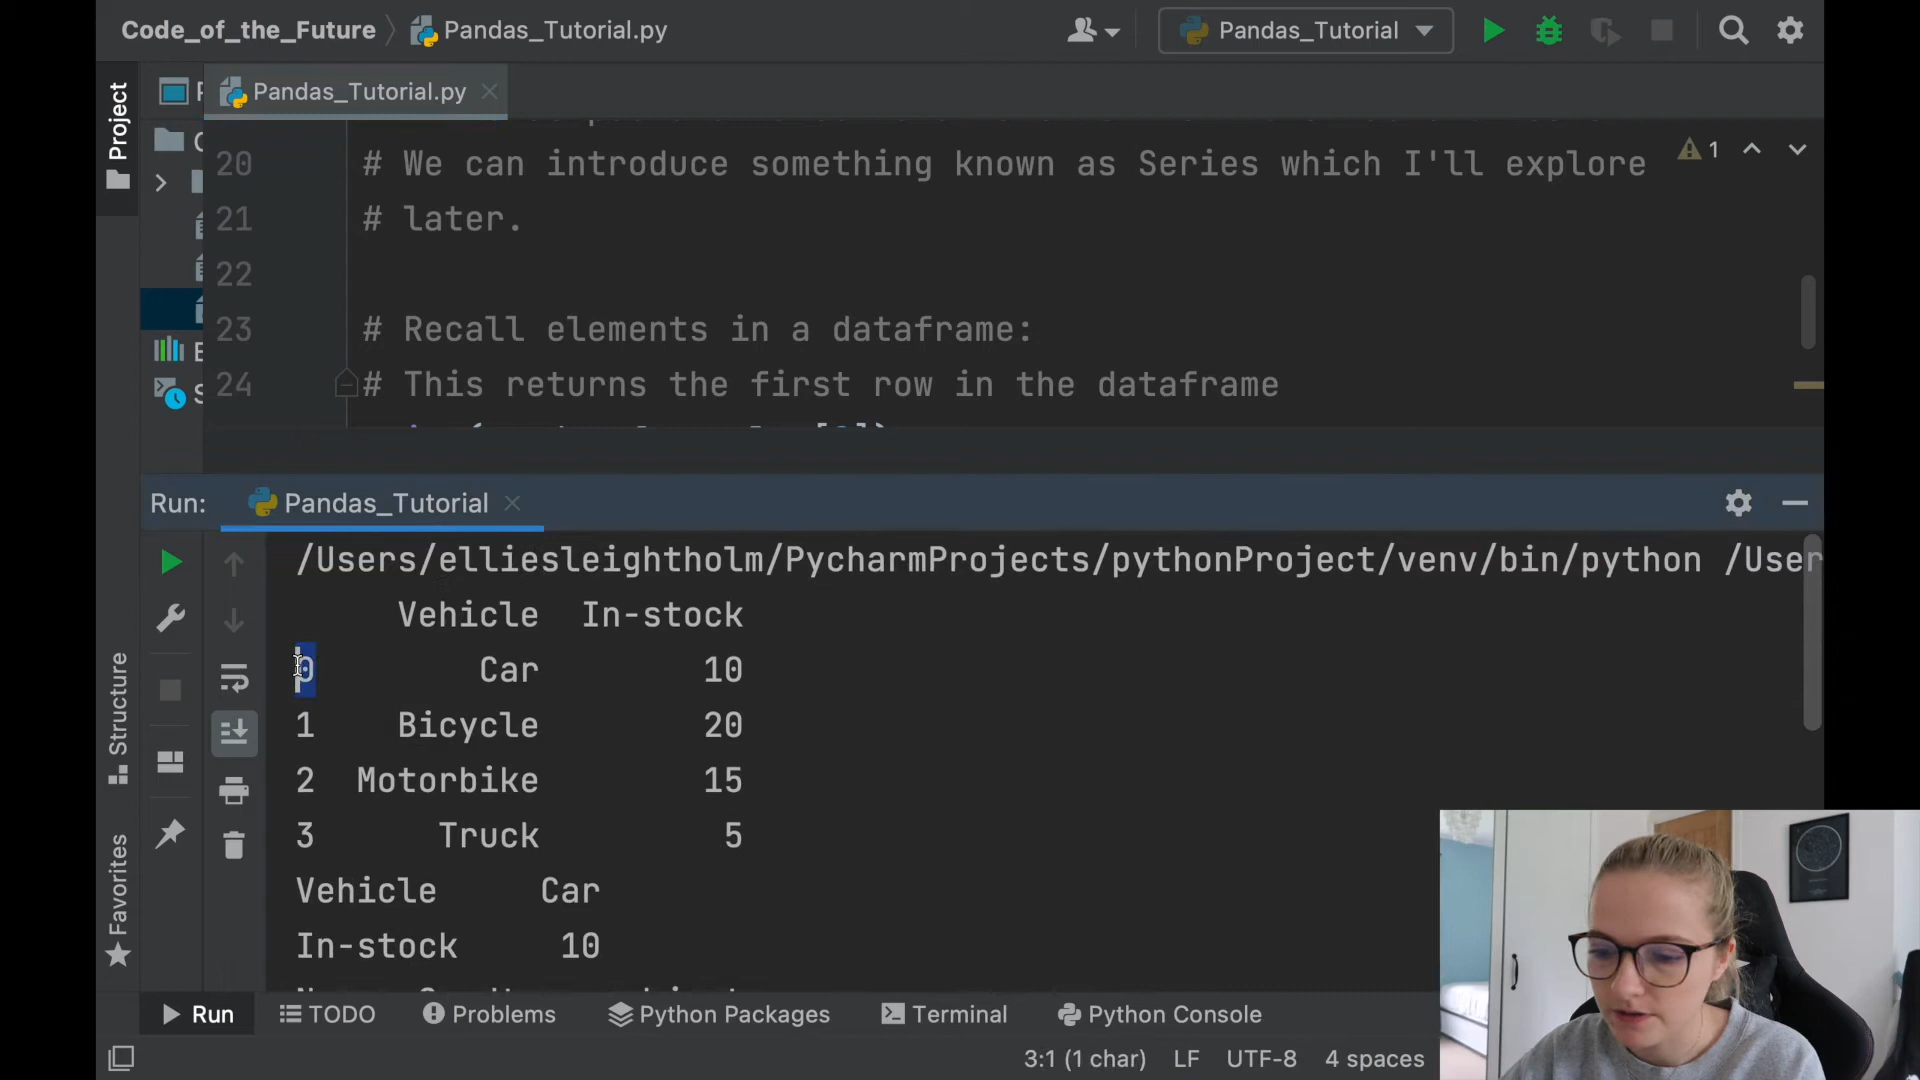 Code_of_the_Future Pandas_Tutorial.py Pandas_Tutorial
Project
Pandas_Tutorial.py
20 # We can introduce something known as Series which I'll explore
1
21 # later.
22
23 # Recall elements in a dataframe:
24 # This returns the first row in the dataframe
Run: Pandas_Tutorial
/Users/elliesleightholm/PycharmProjects/pythonProject/venv/bin/python /User
Vehicle In-stock
0 Car 10
1 Bicycle 20
2 Motorbike 15
3 Truck 5
Vehicle Car
In-stock 10
Structure
Favorites
Run TODO Problems Python Packages Terminal Python Console
3:1 (1 char) LF UTF-8 4 spaces